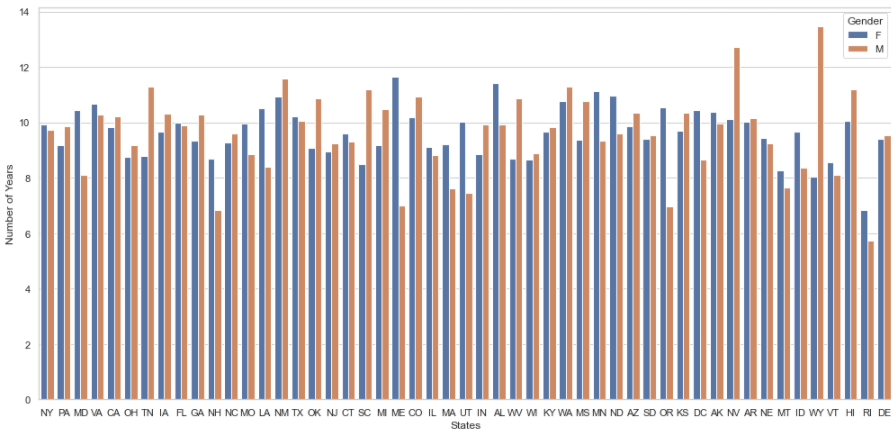 14
12
10
8
6
4
2
0
Number of Years
Gender
F
M
NY PA MD VA CA OH TN IA FL GA NH NC MO LA NM TX OK NJ CT SC MI ME CO IL MA UT IN AL WV WI KY WA MS MN ND AZ SD OR KS DC AK NV AR NE MT ID WY VT HI RI DE
States